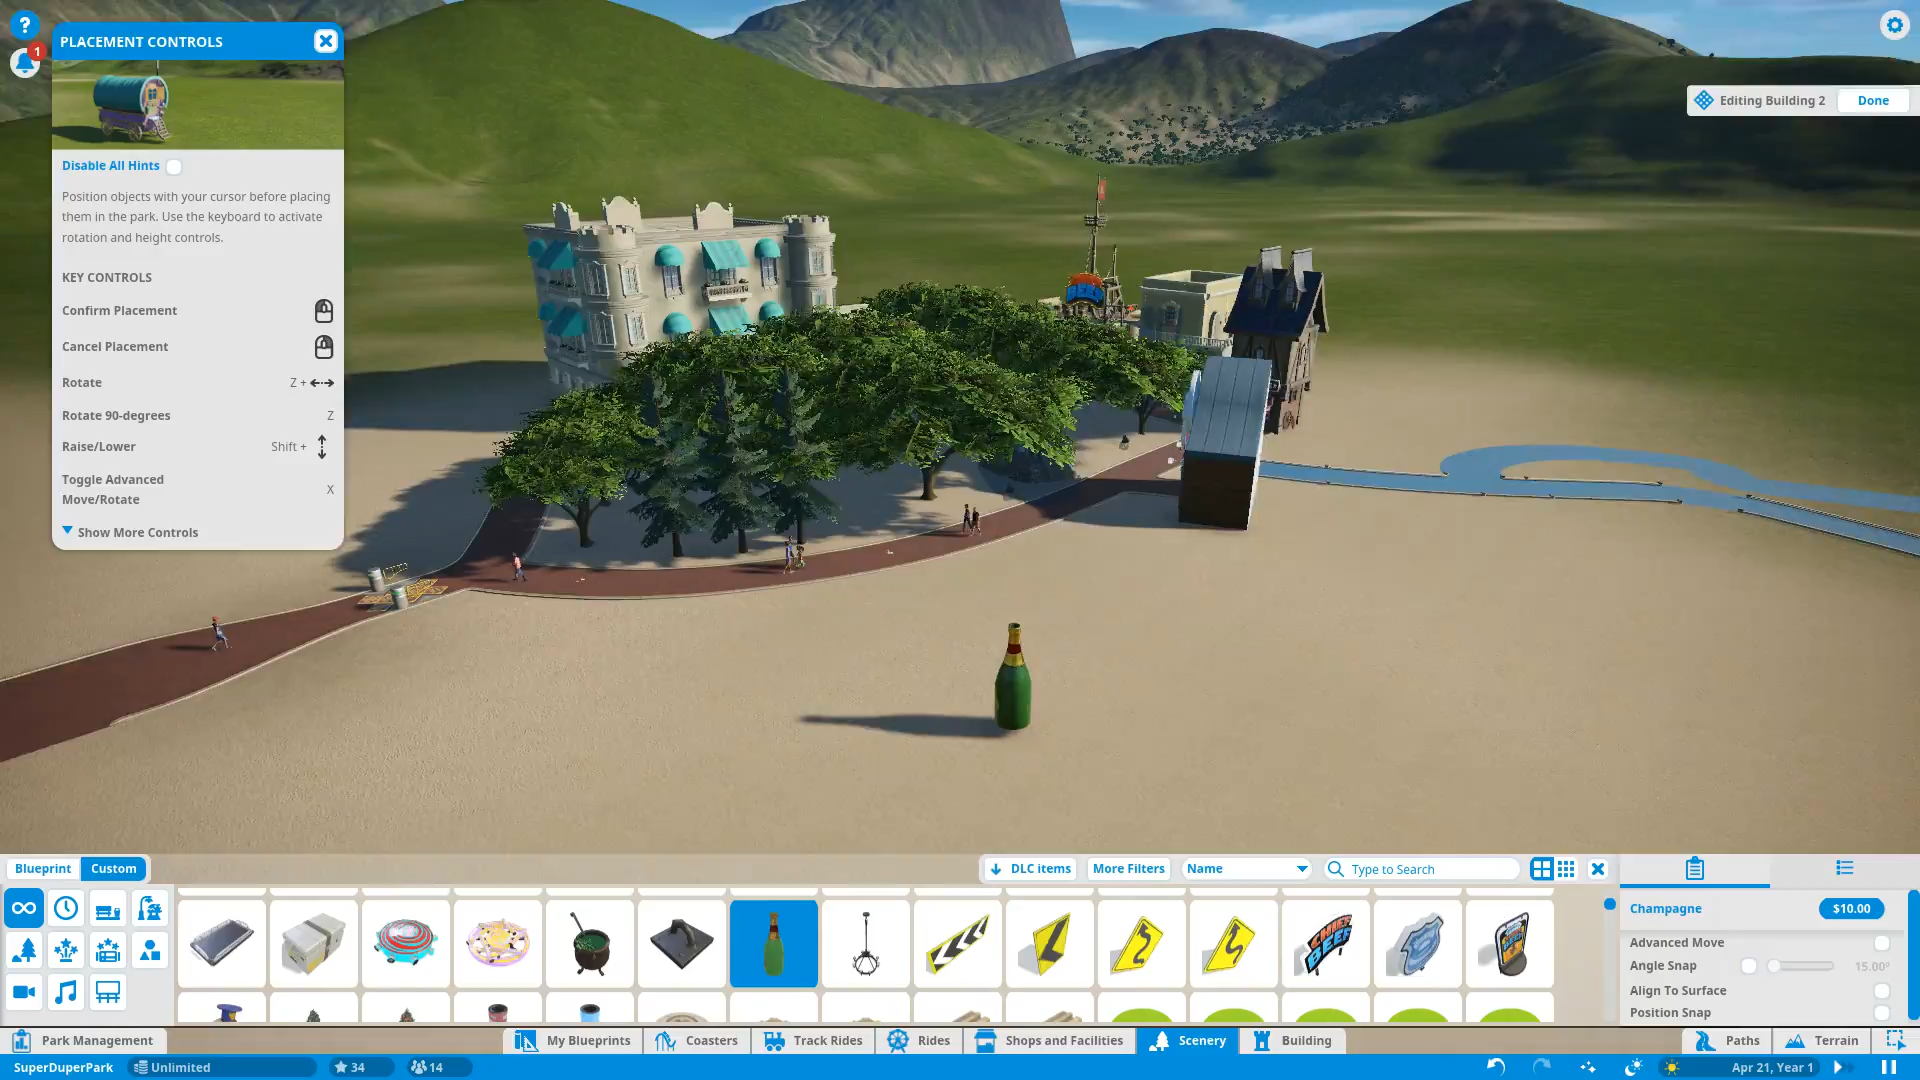 ?
1
PLACEMENT CONTROLS
Disable All Hints
Position objects with your cursor before placing
them in the park. Use the keyboard to activate
rotation and height controls.
KEY CONTROLS
Confirm Placement
Cancel Placement
Rotate Z +
Rotate 90-degrees Z
Raise/Lower Shift +
Toggle Advanced
Move/Rotate X
Show More Controls
Editing Building 2 Done
BEEF
Blueprint Custom
DLC items More Filters Name Type to Search
CHIEF
BEEF
Champagne $10.00
Advanced Move
Angle Snap 15.00°
Align To Surface
Position Snap
Park Management My Blueprints Coasters Track Rides Rides Shops and Facilities Scenery Building Paths Terrain
SuperDuperPark Unlimited 34 14 Apr 21, Year 1